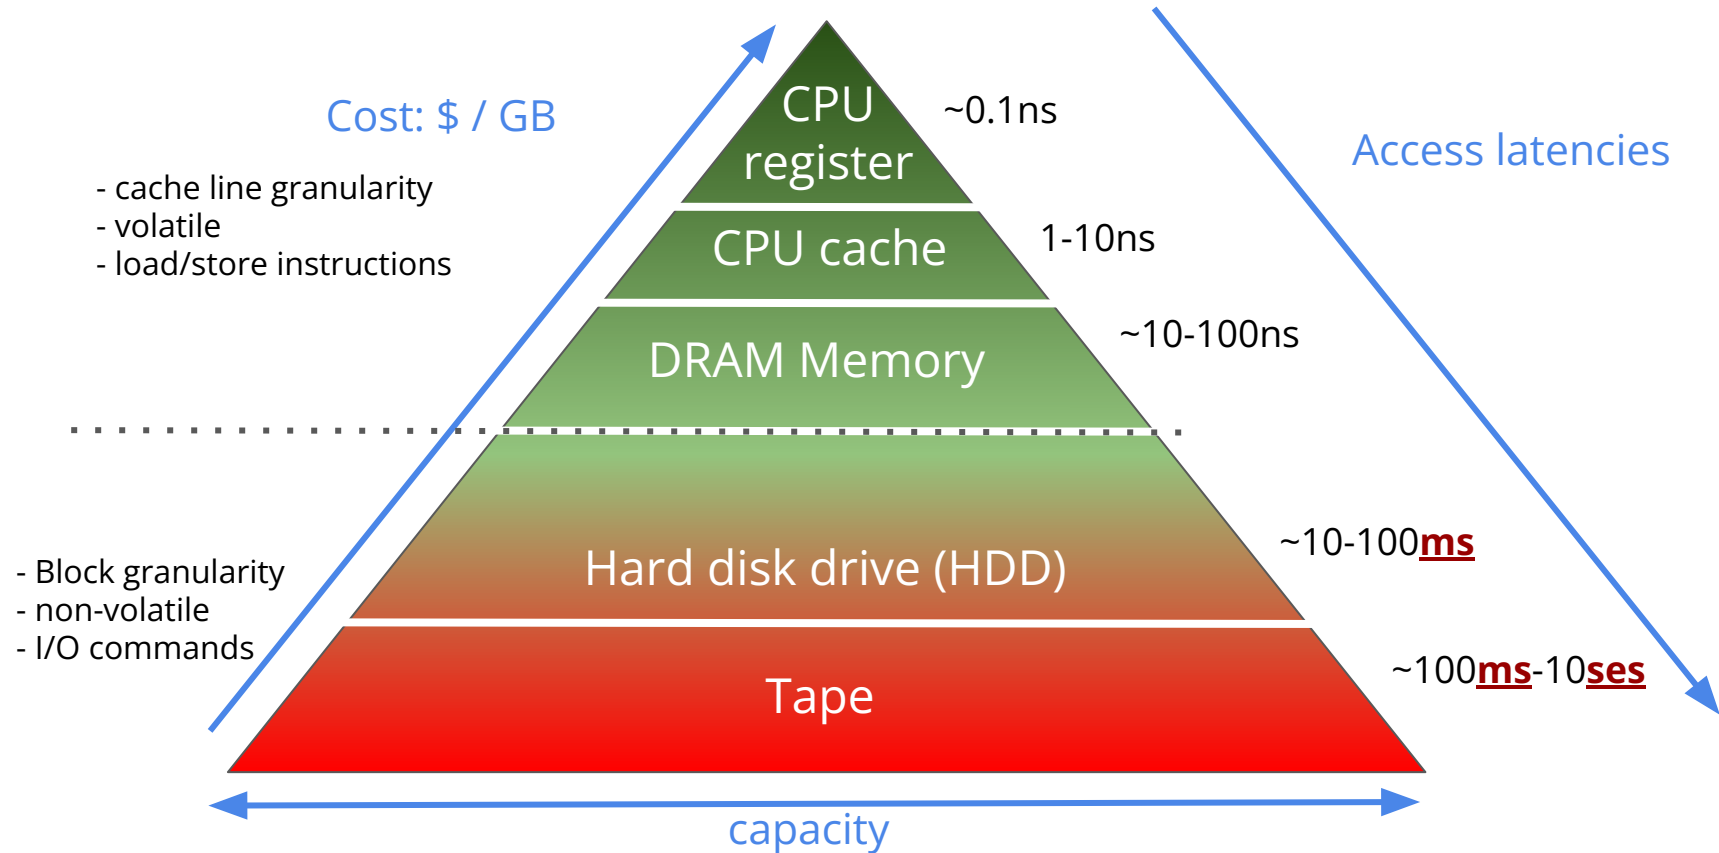 Cost: $ / GB
- cache line granularity
- volatile
- load/store instructions
- Block granularity
- non-volatile
- I/O commands
CPU
register
CPU cache
DRAM Memory
Hard disk drive (HDD)
Tape
~0.1ns
1-10ns
~10-100ns
~10-100ms
~100ms-10ses
Access latencies
capacity